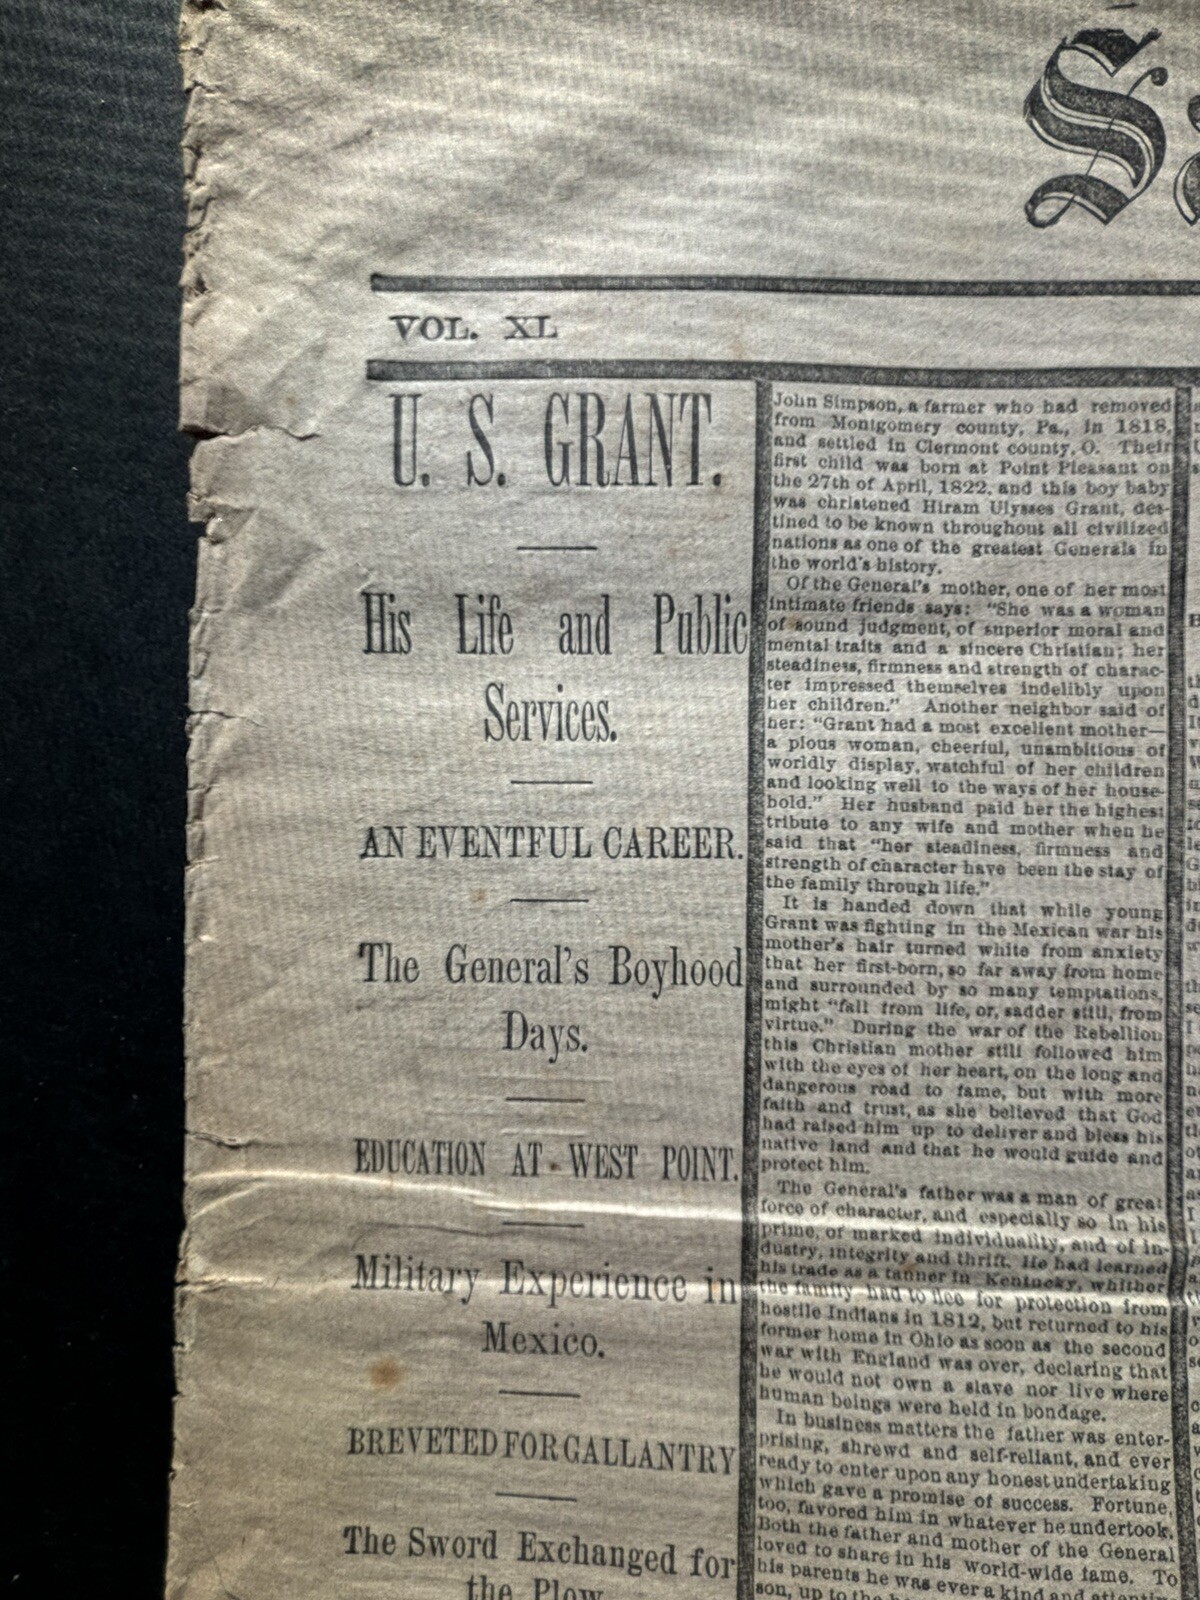 S
VOL. XL
U. S. GRANT.
His Life and Public
Services.
AN EVENTFUL CAREER.
The General's Boyhood
Days.
EDUCATION AT WEST POINT.
Military Experience in
Mexico.
BREVETED FOR GALLANTRY
The Sword Exchanged for
the Plow
John Simpson, a farmer who had removed
from Montgomery county, Pa., in 1818,
and settled in Clermont county, O. Their
first child was born at Point Pleasant on
the 27th of April, 1822, and this boy baby
was christened Hiram Ulysses Grant, des-
tined to be known throughout all civilized
nations as one of the greatest Generals in
the world's history.
Of the General's mother, one of her most
intimate friends says: "She was a woman
of sound judgment, of superior moral and
mental traits and a sincere Christian; her
steadiness, firmness and strength of charac-
ter impressed themselves indelibly upon
her children." Another neighbor said of
her: "Grant had a most excellent mother—
a pious woman, cheerful, unambitious of
worldly display, watchful of her children
and looking well to the ways of her house-
hold." Her husband paid her the highest
tribute to any wife and mother when he
said that "her steadiness, firmness and
strength of character have been the stay of
the family through life."
It is handed down that while young
Grant was fighting in the Mexican war his
mother's hair turned white from anxiety
that her first-born, so far away from home
and surrounded by so many temptations,
might "fall from life, or, sadder still, from
virtue." During the war of the Rebellion
this Christian mother still followed him
with the eyes of her heart, on the long and
dangerous road to fame, but with more
faith and trust, as she believed that God
had raised him up to deliver and bless his
native land and that he would guide and
protect him.
The General's father was a man of great
force of character, and especially so in his
prime, of marked individuality, and of in-
dustry, integrity and thrift. He had learned
his trade as a tanner in Kentucky, whither
the family had to flee for protection from
hostile Indians in 1812, but returned to his
former home in Ohio as soon as the second
war with England was over, declaring that
he would not own a slave nor live where
human beings were held in bondage.
In business matters the father was enter-
prising, shrewd and self-reliant, and ever
ready to enter upon any honest undertaking
which gave a promise of success. Fortune,
too, favored him in whatever he undertook.
Both the father and mother of the General
loved to share in his world-wide fame. To
his parents he was ever a kind and attentive
son, up to the